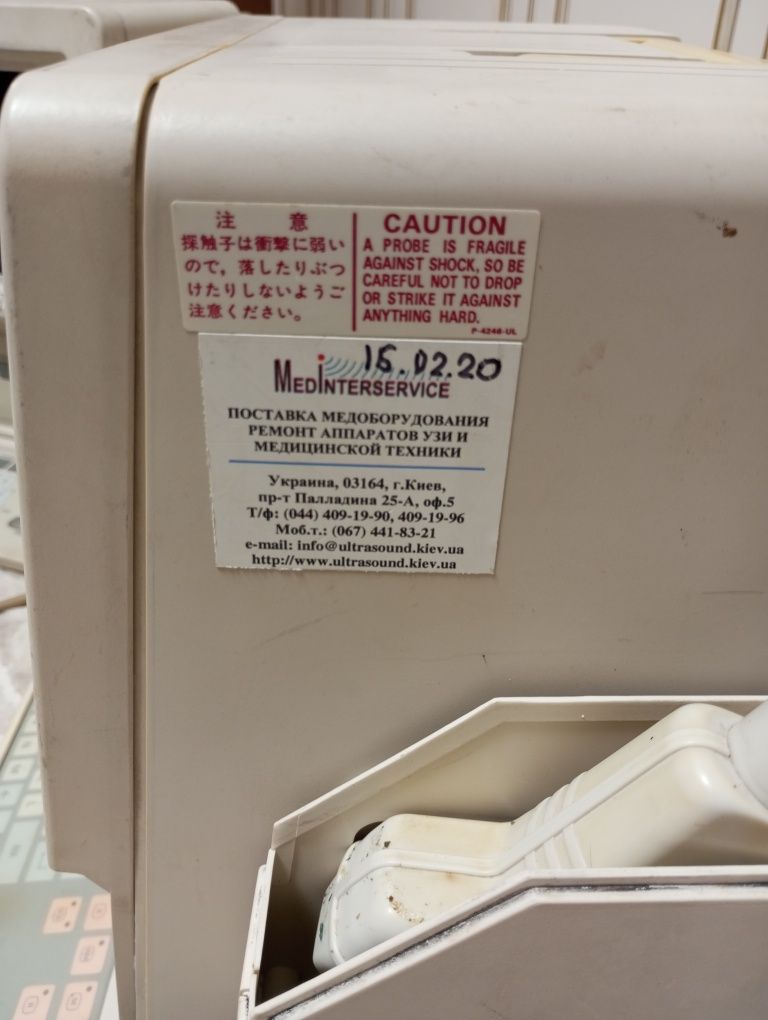 注 意
探触子は衝撃に弱い
ので，落したりぶつ
けたりしないようご
注意ください。
CAUTION
A PROBE IS FRAGILE
AGAINST SHOCK, SO BE
CAREFUL NOT TO DROP
OR STRIKE IT AGAINST
ANYTHING HARD.
P-4248-UL
16.02.20
MEDINTERSERVICE
ПОСТАВКА МЕДОБОРУДОВАНИЯ
РЕМОНТ АППАРАТОВ УЗИ И
МЕДИЦИНСКОЙ ТЕХНИКИ
Украина, 03164, г.Киев,
пр-т Палладина 25-А, оф.5
Т/ф: (044) 409-19-90, 409-19-96
Моб.т.: (067) 441-83-21
e-mail: info@ultrasound.kiev.ua
http://www.ultrasound.kiev.ua